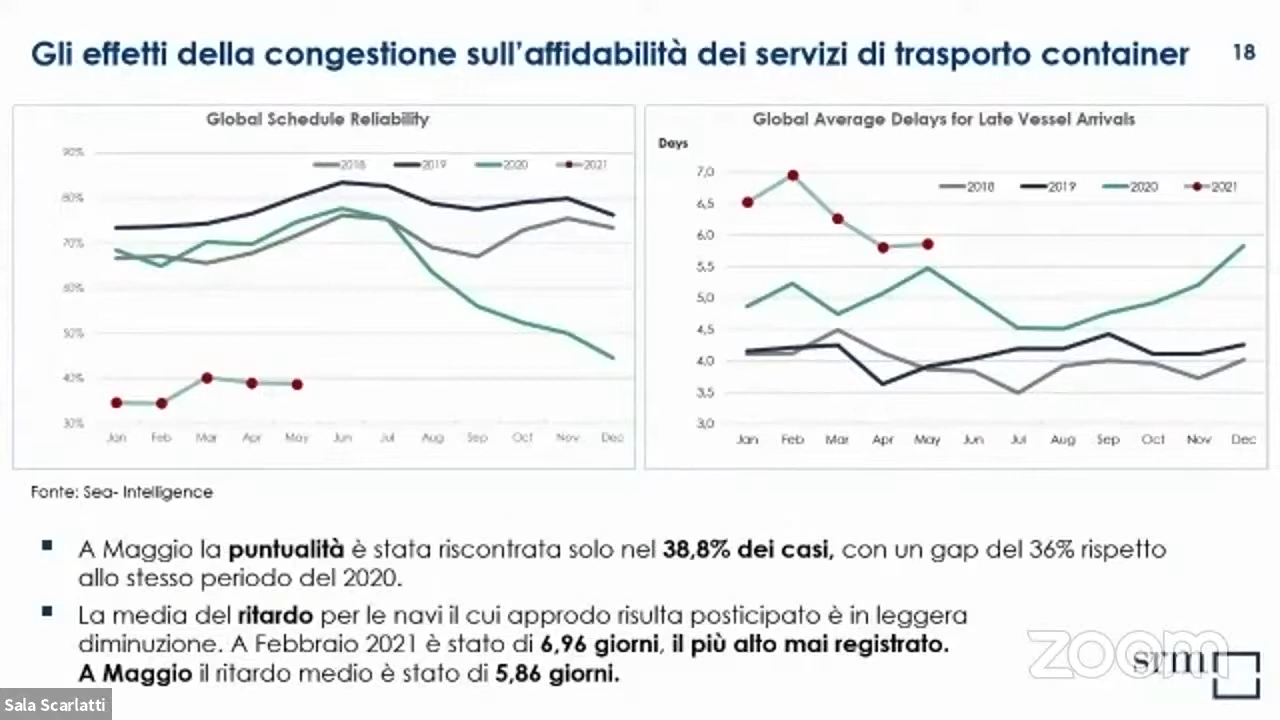 Gli effetti della congestione sull'affidabilità dei servizi di trasporto container
18
Global Schedule Reliability
90%
80%
70%
60%
50%
40%
30%
2018 2019 2020 2021
Jan Feb Mar Apr May Jun Jul Aug Sep Oct Nov Dec
Global Average Delays for Late Vessel Arrivals
Days
7,0
6,5
6,0
5,5
5,0
4,5
4,0
3,5
3,0
2018 2019 2020 2021
Jan Feb Mar Apr May Jun Jul Aug Sep Oct Nov Dec
Fonte: Sea- Intelligence
A Maggio la puntualità è stata riscontrata solo nel 38,8% dei casi, con un gap del 36% rispetto
allo stesso periodo del 2020.
La media del ritardo per le navi il cui approdo risulta posticipato è in leggera
diminuzione. A Febbraio 2021 è stato di 6,96 giorni, il più alto mai registrato.
A Maggio il ritardo medio è stato di 5,86 giorni.
zoom
srm
Sala Scarlatti